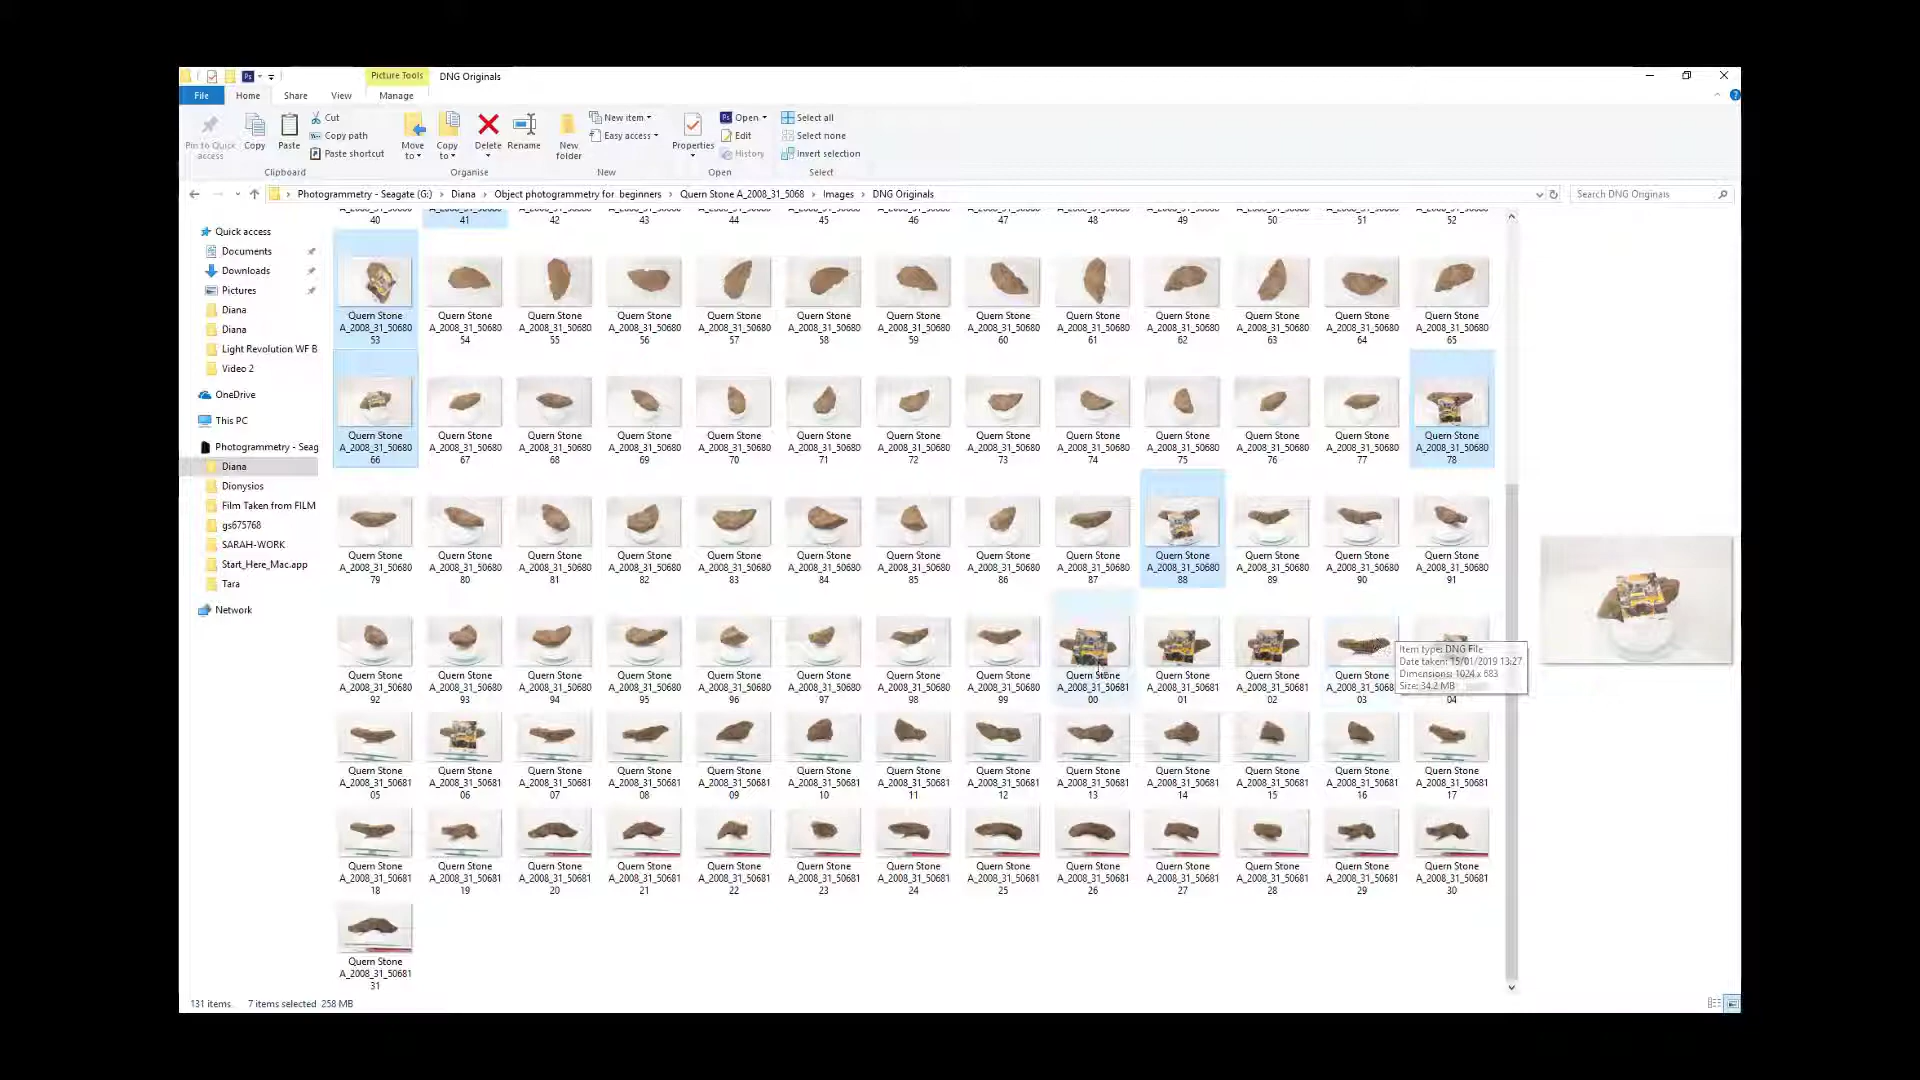 Picture Tools DNG Originals
File Home Share View Manage
Pin to Quick access
Copy
Paste
Cut
Copy path
Paste shortcut
Clipboard
Move to
Copy to
Delete
Rename
Organise
New folder
New item
Easy access
New
Properties
Open
Edit
History
Open
Select all
Select none
Invert selection
Select
Photogrammetry - Seagate (G:) Diana Object photogrammetry for beginners Quern Stone A_2008_31_5068 Images DNG Originals
Search DNG Originals
Quick access
Documents
Downloads
Pictures
Diana
Diana
Light Revolution WF B
Video 2
OneDrive
This PC
Photogrammetry - Seag
Diana
Dionysios
Film Taken from FILM
gs675768
SARAH-WORK
Start_Here_Mac.app
Tara
Network
40 41 42 43 44 45 46 47 48 49 50 51 52
Quern Stone Quern Stone Quern Stone Quern Stone Quern Stone Quern Stone Quern Stone Quern Stone Quern Stone Quern Stone Quern Stone Quern Stone Quern Stone
A_2008_31_50680 A_2008_31_50680 A_2008_31_50680 A_2008_31_50680 A_2008_31_50680 A_2008_31_50680 A_2008_31_50680 A_2008_31_50680 A_2008_31_50680 A_2008_31_50680 A_2008_31_50680 A_2008_31_50680 A_2008_31_50680
53 54 55 56 57 58 59 60 61 62 63 64 65
Quern Stone Quern Stone Quern Stone Quern Stone Quern Stone Quern Stone Quern Stone Quern Stone Quern Stone Quern Stone Quern Stone Quern Stone Quern Stone
A_2008_31_50680 A_2008_31_50680 A_2008_31_50680 A_2008_31_50680 A_2008_31_50680 A_2008_31_50680 A_2008_31_50680 A_2008_31_50680 A_2008_31_50680 A_2008_31_50680 A_2008_31_50680 A_2008_31_50680 A_2008_31_50680
66 67 68 69 70 71 72 73 74 75 76 77 78
Quern Stone Quern Stone Quern Stone Quern Stone Quern Stone Quern Stone Quern Stone Quern Stone Quern Stone Quern Stone Quern Stone Quern Stone Quern Stone
A_2008_31_50680 A_2008_31_50680 A_2008_31_50680 A_2008_31_50680 A_2008_31_50680 A_2008_31_50680 A_2008_31_50680 A_2008_31_50680 A_2008_31_50680 A_2008_31_50680 A_2008_31_50680 A_2008_31_50680 A_2008_31_50680
79 80 81 82 83 84 85 86 87 88 89 90 91
Item type: DNG File
Date taken: 15/01/2019 13:27
Dimensions: 1024 x 683
Size: 34.2 MB
Quern Stone Quern Stone Quern Stone Quern Stone Quern Stone Quern Stone Quern Stone Quern Stone Quern Stone Quern Stone Quern Stone Quern Stone
A_2008_31_50680 A_2008_31_50680 A_2008_31_50680 A_2008_31_50680 A_2008_31_50680 A_2008_31_50680 A_2008_31_50680 A_2008_31_50680 A_2008_31_50681 A_2008_31_50681 A_2008_31_50681 A_2008_31_50681
92 93 94 95 96 97 98 99 00 01 02 03 04
Quern Stone Quern Stone Quern Stone Quern Stone Quern Stone Quern Stone Quern Stone Quern Stone Quern Stone Quern Stone Quern Stone Quern Stone Quern Stone
A_2008_31_50681 A_2008_31_50681 A_2008_31_50681 A_2008_31_50681 A_2008_31_50681 A_2008_31_50681 A_2008_31_50681 A_2008_31_50681 A_2008_31_50681 A_2008_31_50681 A_2008_31_50681 A_2008_31_50681 A_2008_31_50681
05 06 07 08 09 10 11 12 13 14 15 16 17
Quern Stone Quern Stone Quern Stone Quern Stone Quern Stone Quern Stone Quern Stone Quern Stone Quern Stone Quern Stone Quern Stone Quern Stone Quern Stone
A_2008_31_50681 A_2008_31_50681 A_2008_31_50681 A_2008_31_50681 A_2008_31_50681 A_2008_31_50681 A_2008_31_50681 A_2008_31_50681 A_2008_31_50681 A_2008_31_50681 A_2008_31_50681 A_2008_31_50681 A_2008_31_50681
18 19 20 21 22 23 24 25 26 27 28 29 30
Quern Stone
A_2008_31_50681
31
131 items 7 items selected 258 MB